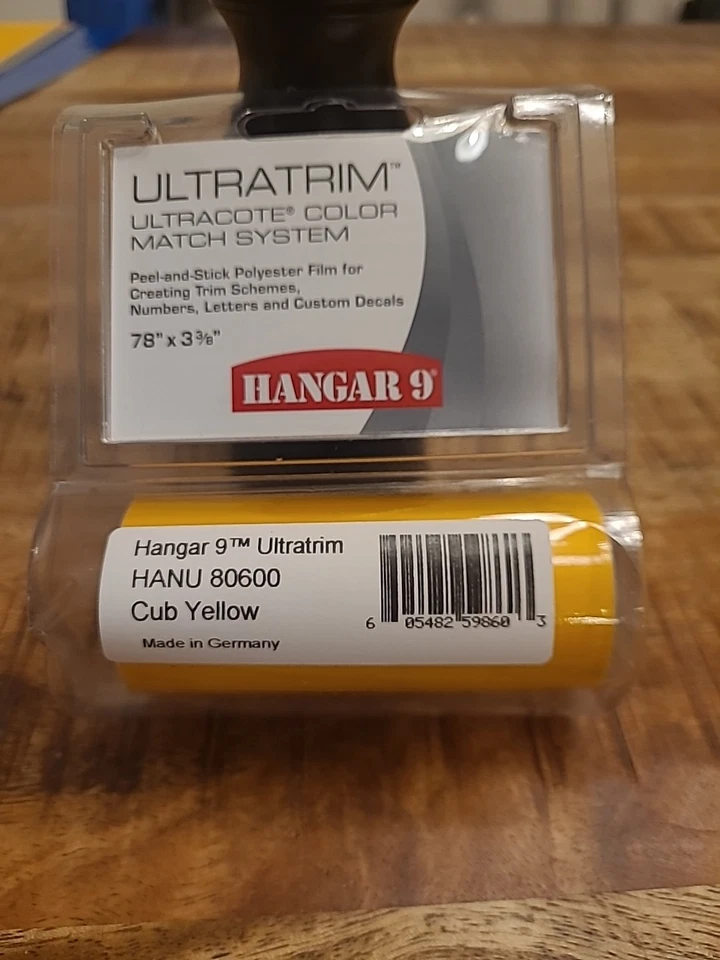 ULTRATRIM™
ULTRACOTE® COLOR
MATCH SYSTEM
Peel-and-Stick Polyester Film for
Creating Trim Schemes,
Numbers, Letters and Custom Decals
78" x 3⅜"
HANGAR 9®
Hangar 9™ Ultratrim
HANU 80600
Cub Yellow
Made in Germany
6 05482 59860 3